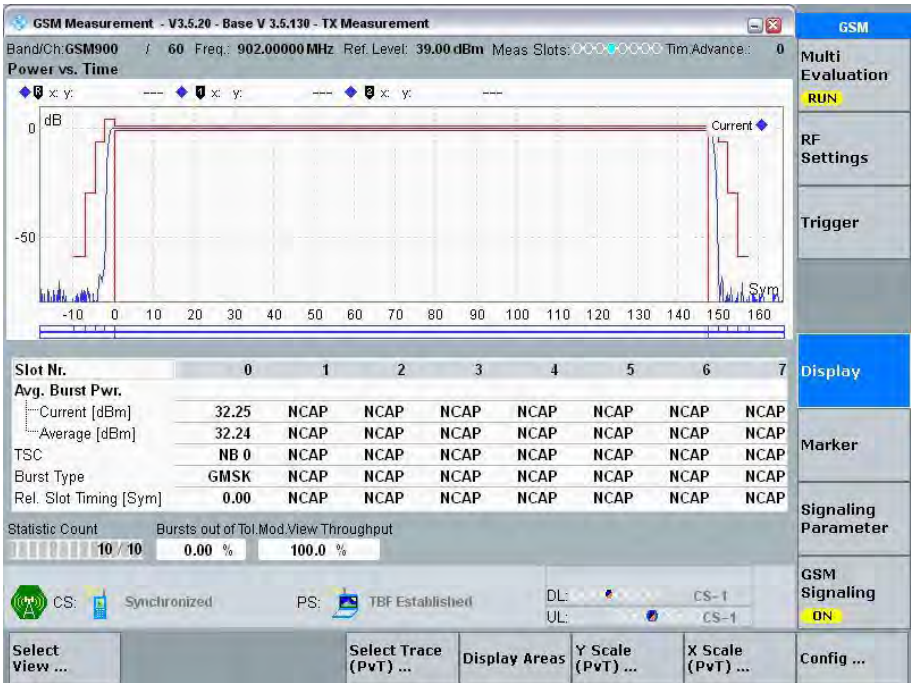 GSM Measurement - V3.5.20 - Base V 3.5.130 - TX Measurement
GSM
Band/Ch: GSM900 / 60 Freq.: 902.00000 MHz Ref. Level: 39.00 dBm Meas Slots: Tim.Advance: 0
Power vs. Time
R x: y: --- 1 x: y: --- 2 x: y: ---
dB
Current
0
-50
Sym
-10 0 10 20 30 40 50 60 70 80 90 100 110 120 130 140 150 160
Slot Nr. 0 1 2 3 4 5 6 7
Avg. Burst Pwr.
Current [dBm] 32.25 NCAP NCAP NCAP NCAP NCAP NCAP NCAP
Average [dBm] 32.24 NCAP NCAP NCAP NCAP NCAP NCAP NCAP
TSC NB 0 NCAP NCAP NCAP NCAP NCAP NCAP NCAP
Burst Type GMSK NCAP NCAP NCAP NCAP NCAP NCAP NCAP
Rel. Slot Timing [Sym] 0.00 NCAP NCAP NCAP NCAP NCAP NCAP NCAP
Statistic Count Bursts out of Tol. Mod.View Throughput
10 / 10 0.00 % 100.0 %
CS: Synchronized PS: TBF Established
DL: CS-1
UL: CS-1
Multi
Evaluation
RUN
RF
Settings
Trigger
Display
Marker
Signaling
Parameter
GSM
Signaling
ON
Select
View ...
Select Trace
(PvT) ...
Display Areas
Y Scale
(PvT) ...
X Scale
(PvT) ...
Config ...